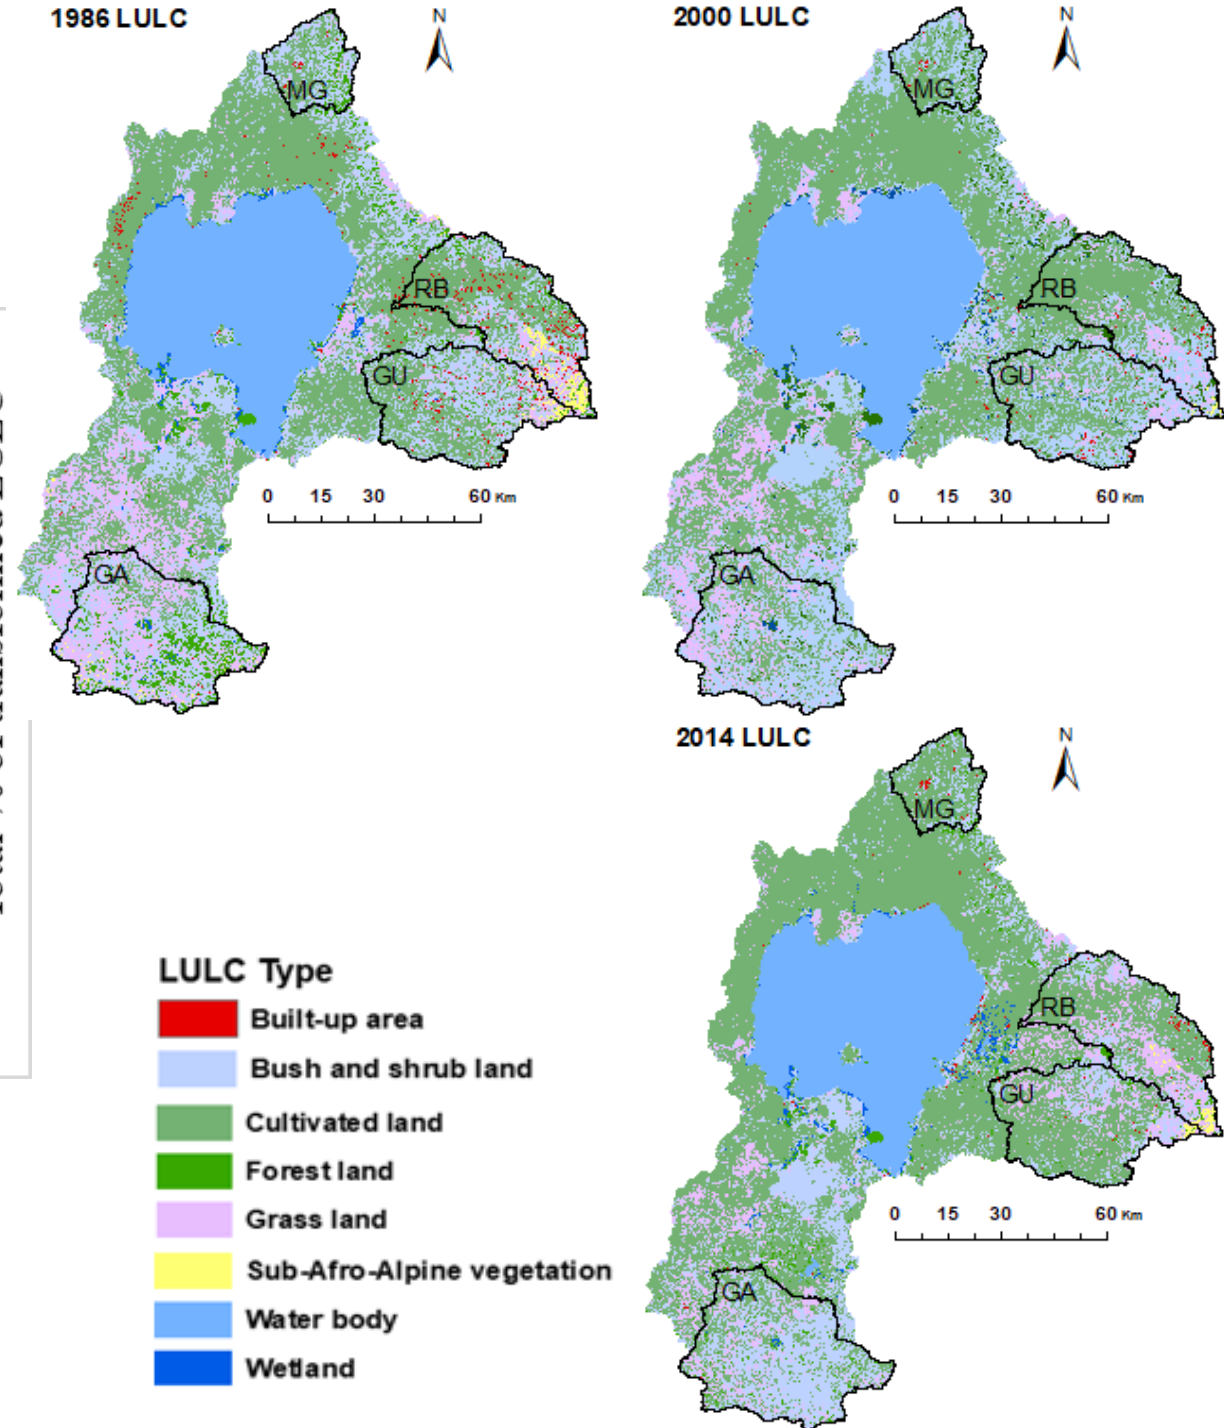 1986 LULC
N
MG
RB
GU
GA
0 15 30 60 Km
2000 LULC
N
MG
RB
GU
GA
0 15 30 60 Km
2014 LULC
N
MG
RB
GU
GA
0 15 30 60 Km
LULC Type
Built-up area
Bush and shrub land
Cultivated land
Forest land
Grass land
Sub-Afro-Alpine vegetation
Water body
Wetland